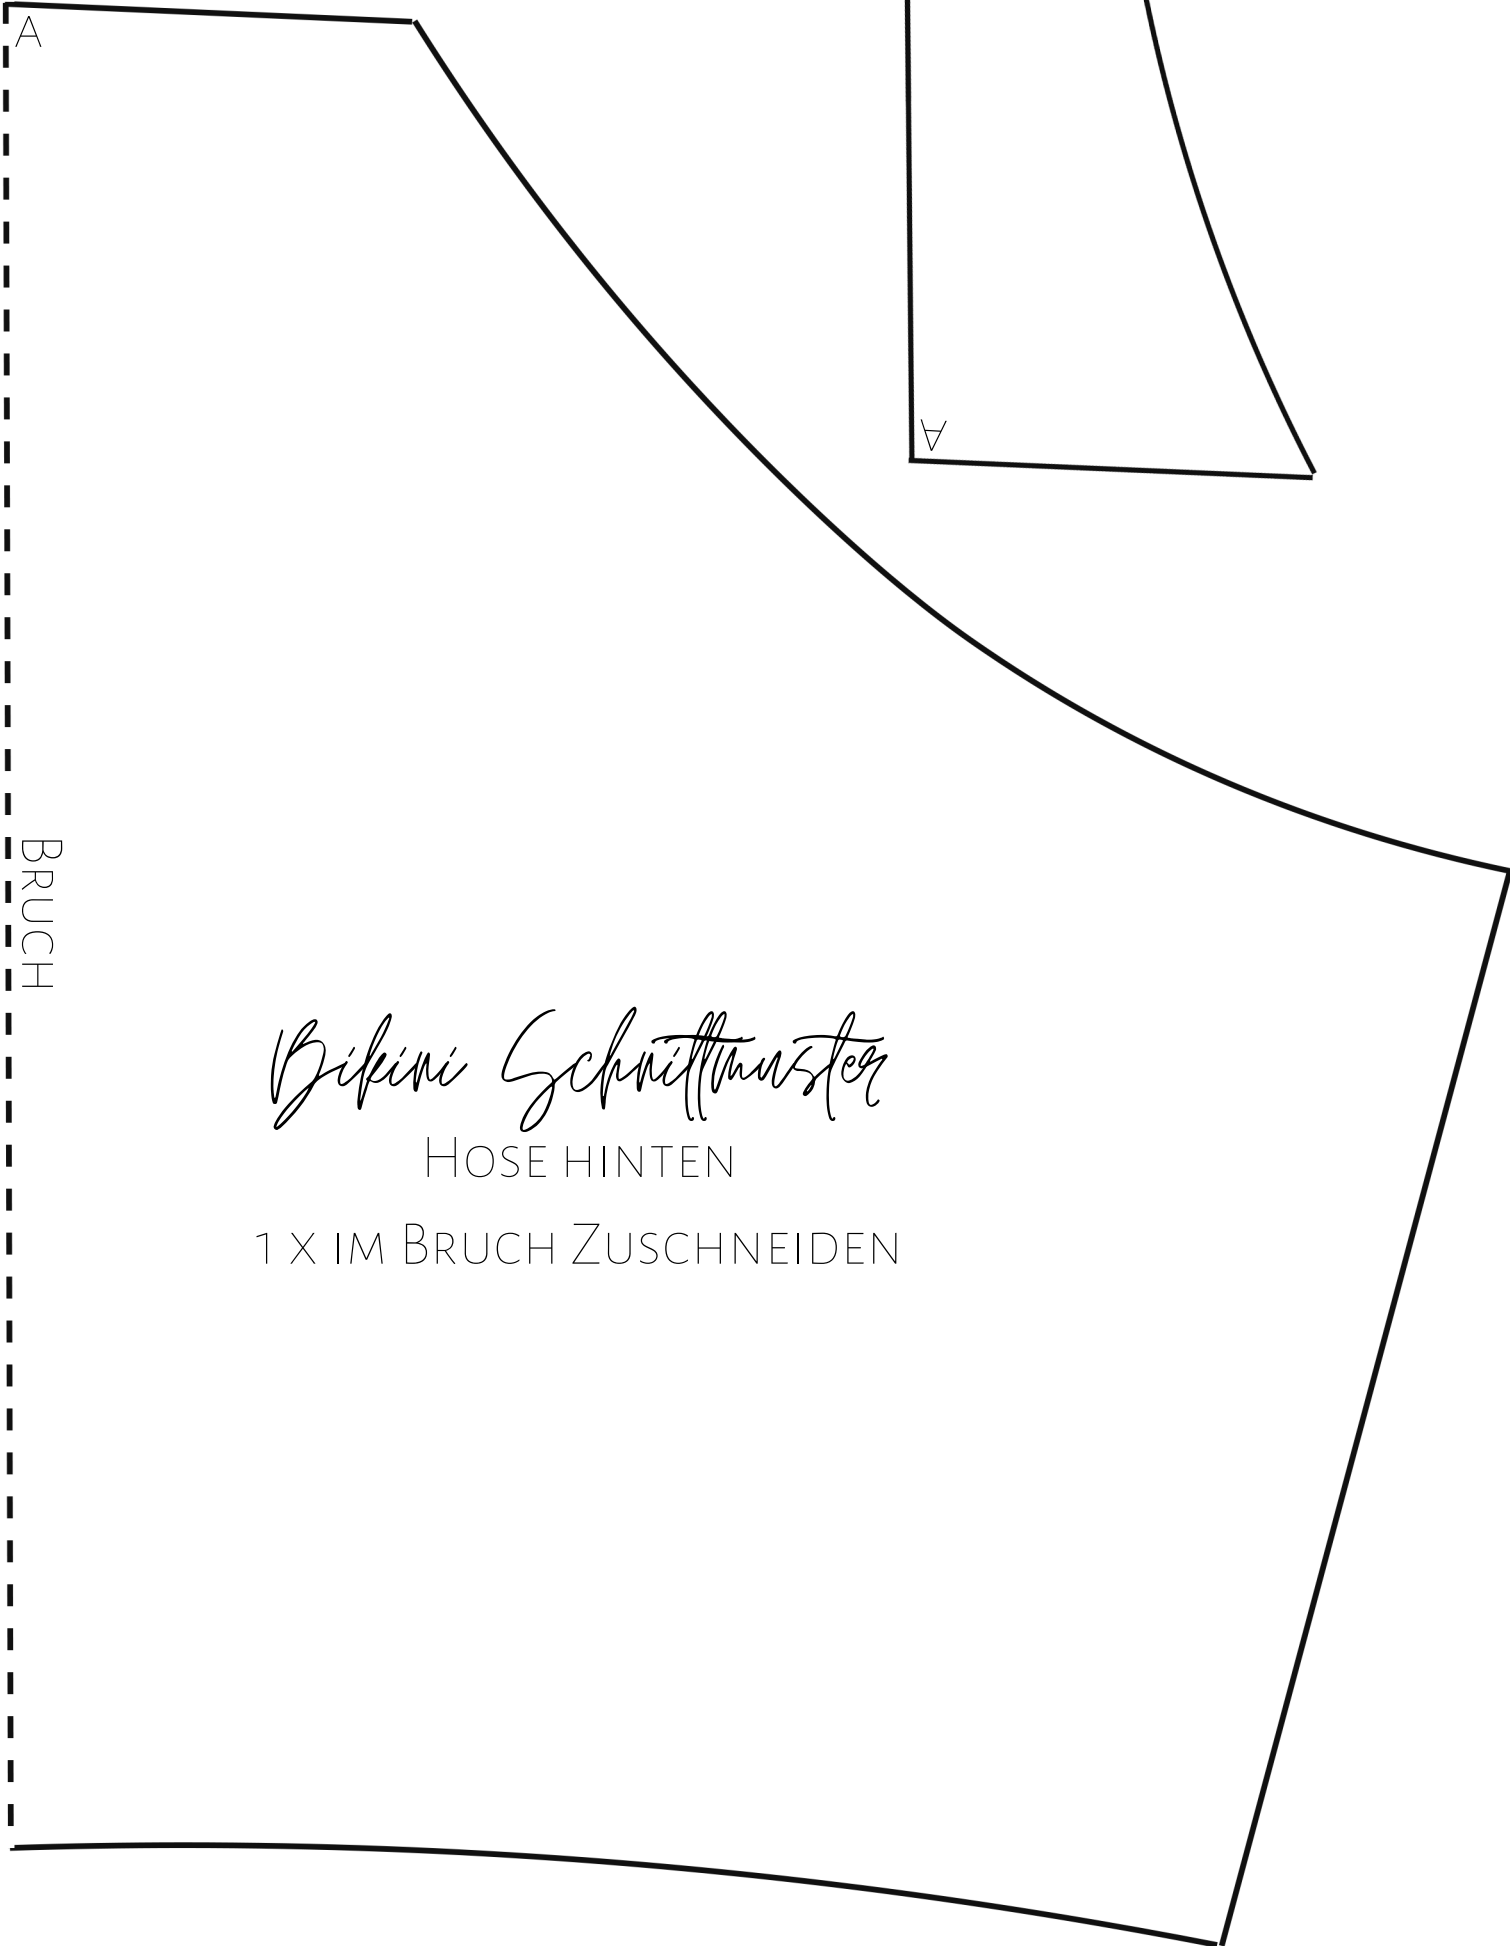 A
A
Bruch
Bikini Schnittmuster
Hose hinten
1 x im Bruch Zuschneiden